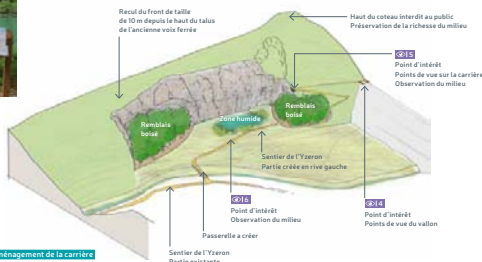 Recul du front de taille
de 10 m depuis le haut du talus
de l'ancienne voix ferrée
Haut du coteau interdit au public
Préservation de la richesse du milieu
15
Point d'intérêt
Points de vue sur la carrière
Observation du milieu
Remblais
boisé
Zone humide
Remblais
boisé
Sentier de l'Yzeron
Partie créée en rive gauche
16
Point d'intérêt
Observation du milieu
14
Point d'intérêt
Points de vue du vallon
Passerelle a créer
ménagement de la carrière
Sentier de l'Yzeron
Partie existante